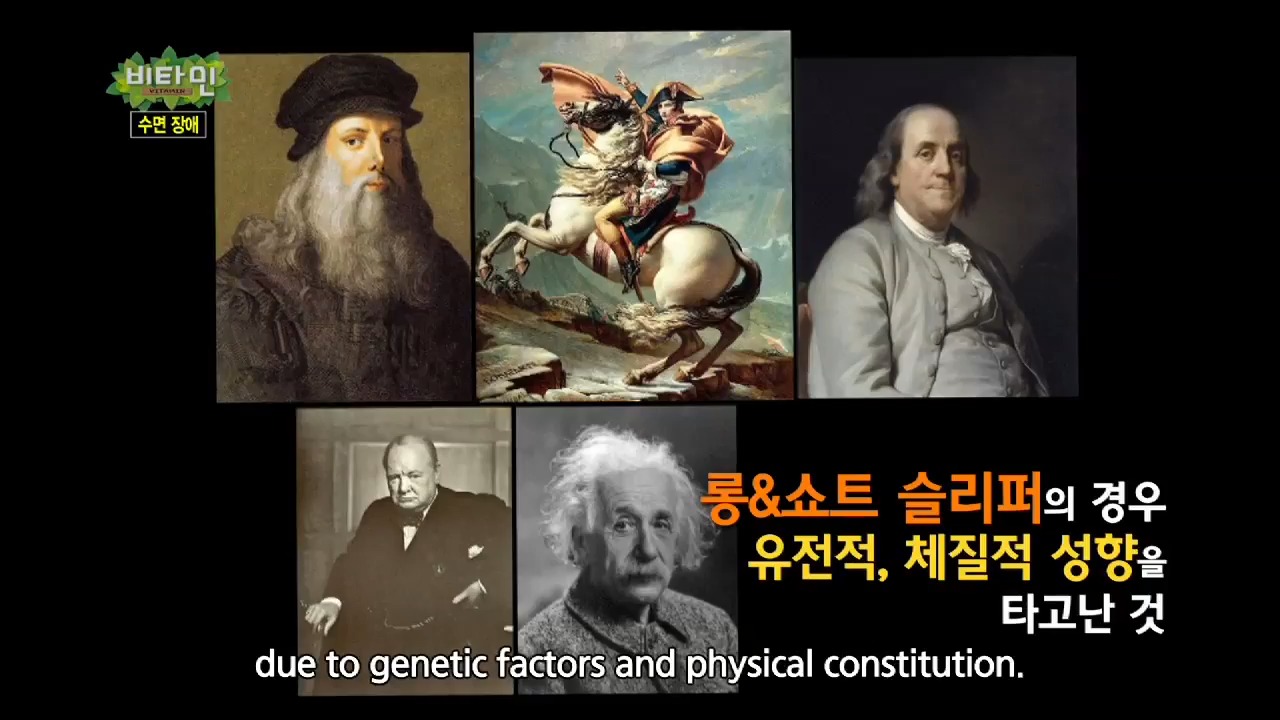 비타민
VITAMIN
수면 장애
롱&쇼트 슬리퍼의 경우
유전적, 체질적 성향을
타고난 것
due to genetic factors and physical constitution.